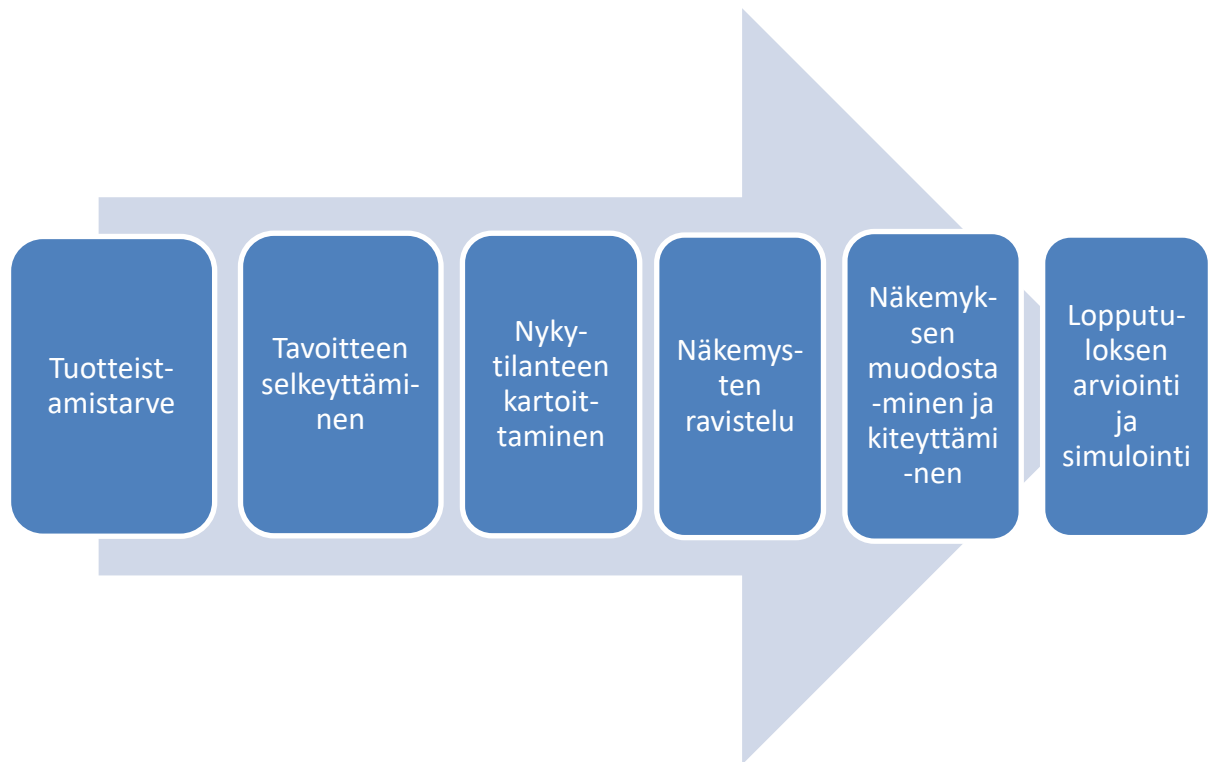 Tuotteist-
amistarve
Tavoitteen
selkeyttämi-
nen
Nyky-
tilanteen
kartoit-
taminen
Näkemys-
ten
ravistelu
Näkemyk-
sen
muodosta
-minen ja
kiteyttämi
-nen
Lopputu-
loksen
arviointi
ja
simulointi